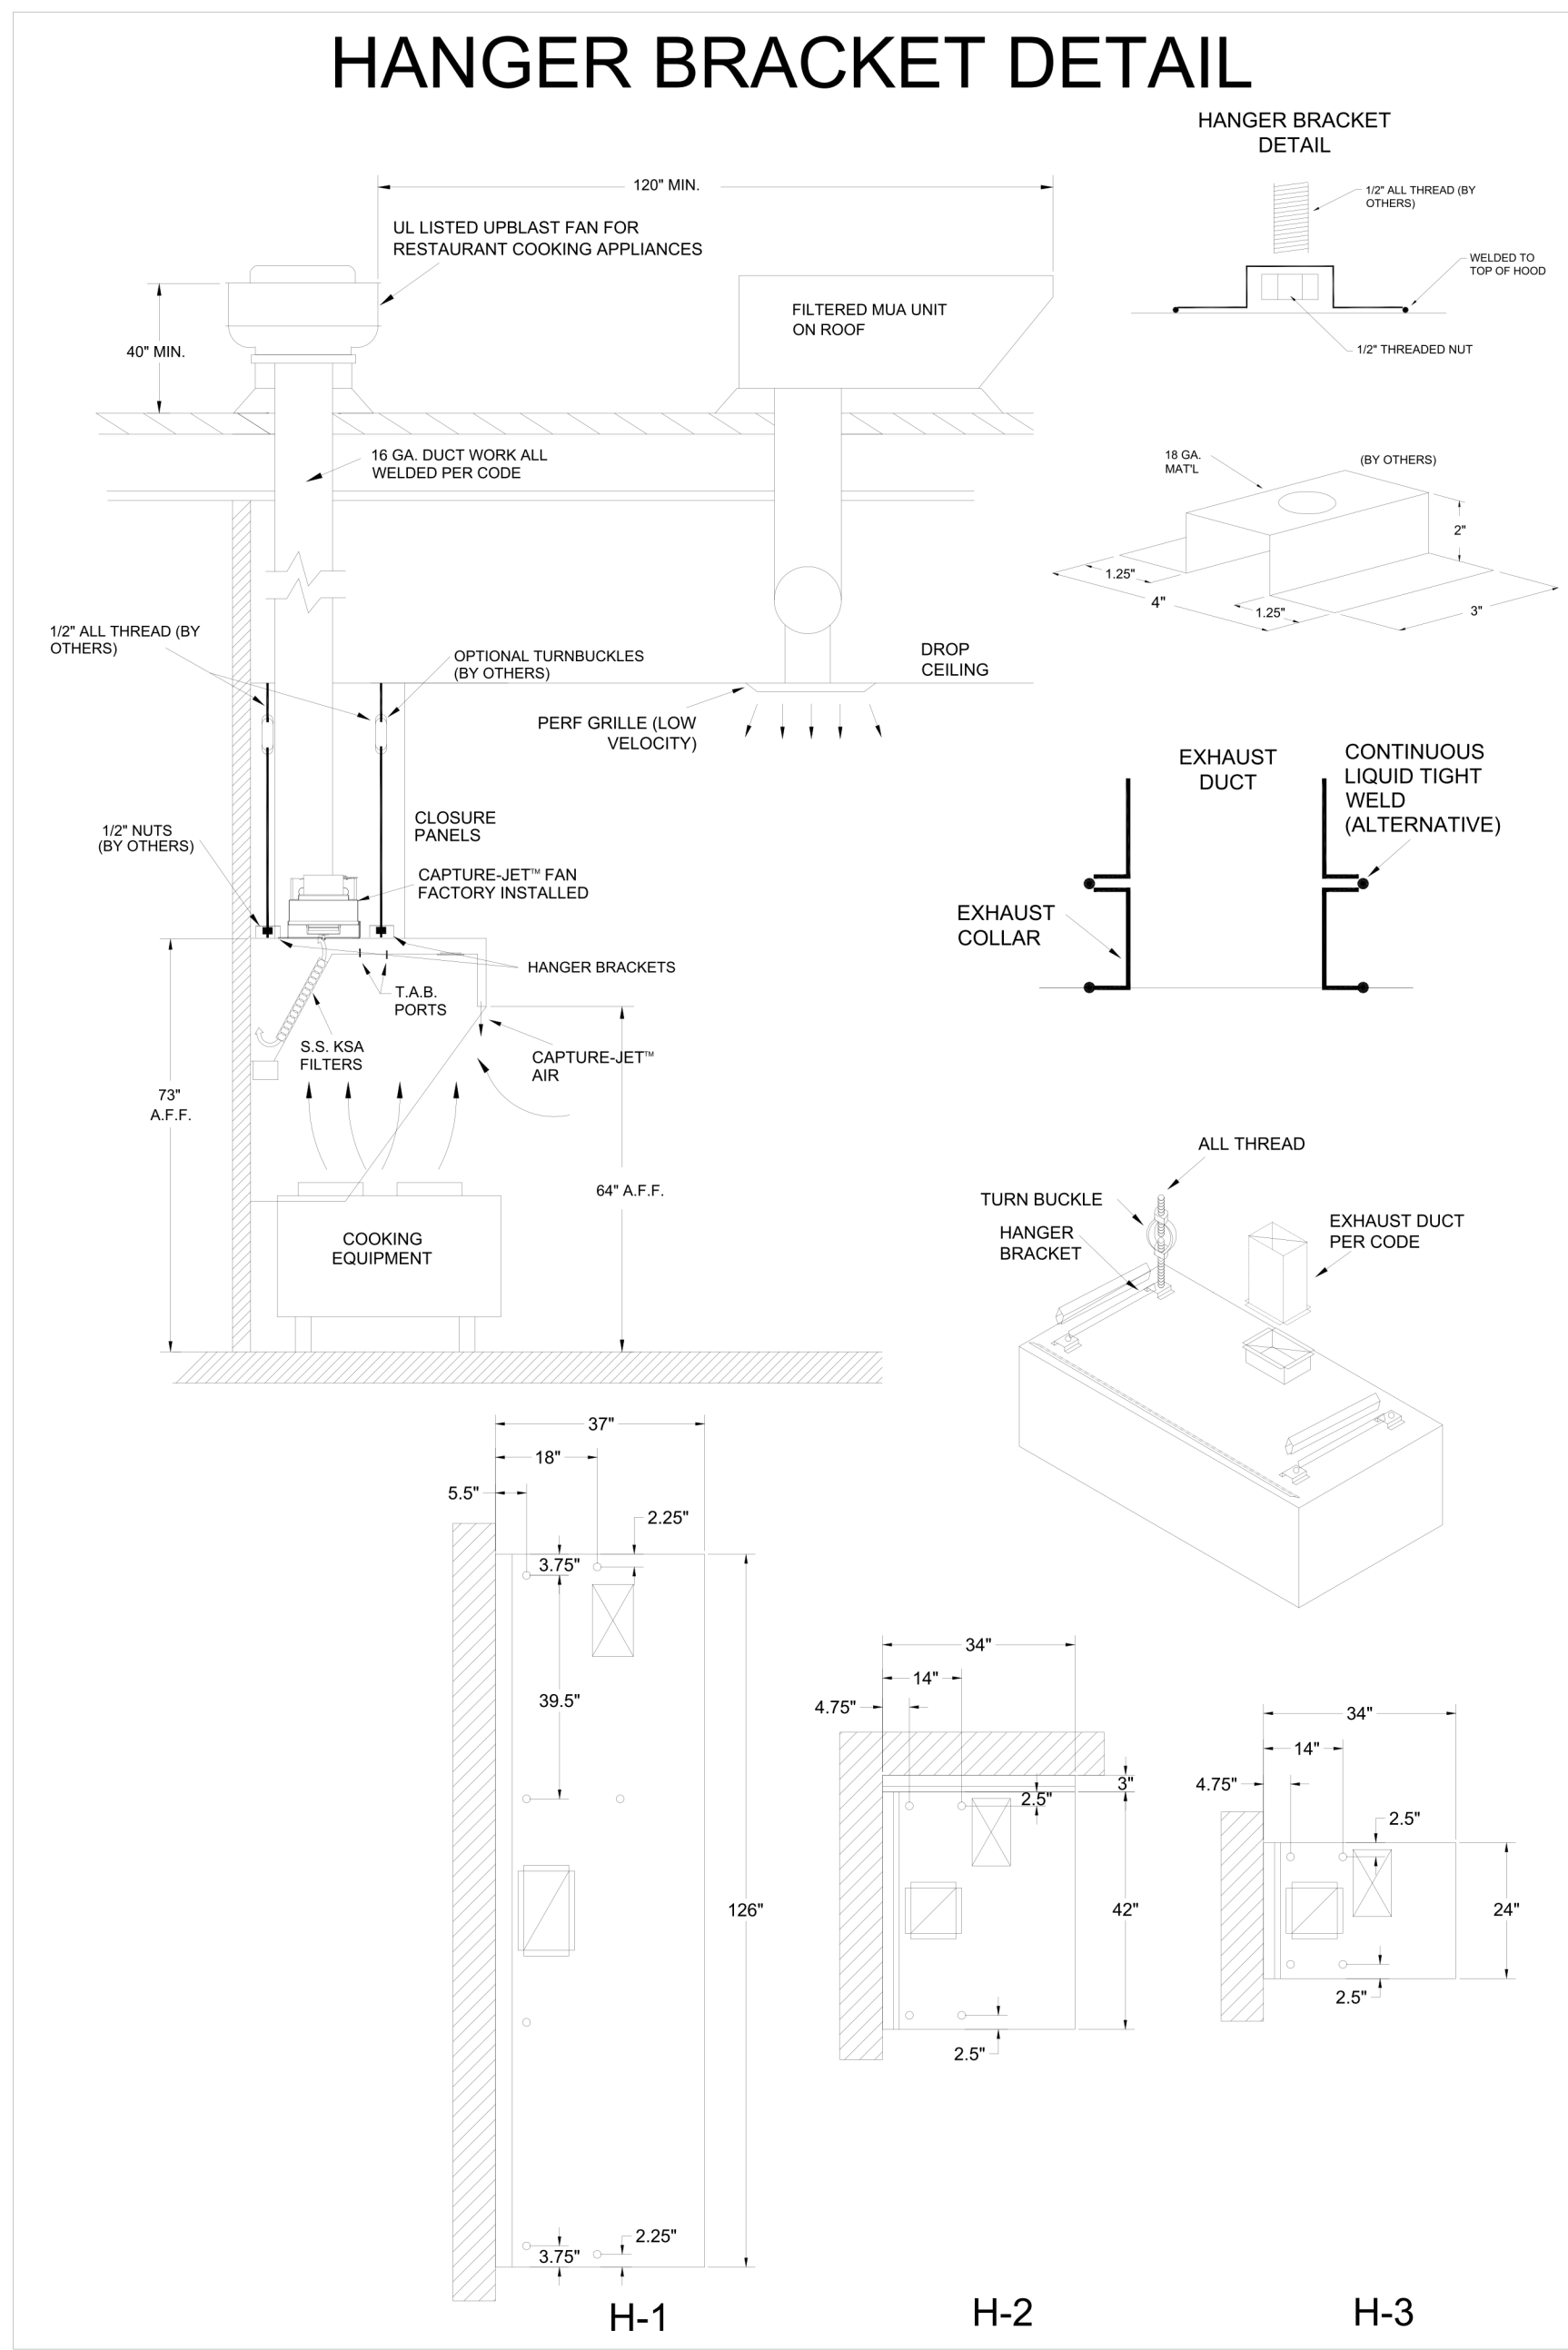 HANGER BRACKET DETAIL
HANGER BRACKET
DETAIL
1/2" ALL THREAD (BY
OTHERS)
WELDED TO
TOP OF HOOD
1/2" THREADED NUT
120" MIN.
UL LISTED UPBLAST FAN FOR
RESTAURANT COOKING APPLIANCES
FILTERED MUA UNIT
ON ROOF
40" MIN.
16 GA. DUCT WORK ALL
WELDED PER CODE
18 GA.
MAT'L
(BY OTHERS)
2"
1.25"
4"
1.25"
3"
1/2" ALL THREAD (BY
OTHERS)
OPTIONAL TURNBUCKLES
(BY OTHERS)
DROP
CEILING
PERF GRILLE (LOW
VELOCITY)
EXHAUST
DUCT
CONTINUOUS
LIQUID TIGHT
WELD
(ALTERNATIVE)
EXHAUST
COLLAR
1/2" NUTS
(BY OTHERS)
CLOSURE
PANELS
CAPTURE-JET™ FAN
FACTORY INSTALLED
HANGER BRACKETS
T.A.B.
PORTS
S.S. KSA
FILTERS
CAPTURE-JET™
AIR
73"
A.F.F.
64" A.F.F.
COOKING
EQUIPMENT
ALL THREAD
TURN BUCKLE
HANGER
BRACKET
EXHAUST DUCT
PER CODE
37"
18"
5.5"
2.25"
3.75"
39.5"
126"
2.25"
3.75"
H-1
34"
14"
4.75"
3"
2.5"
42"
2.5"
H-2
34"
14"
4.75"
2.5"
24"
2.5"
H-3